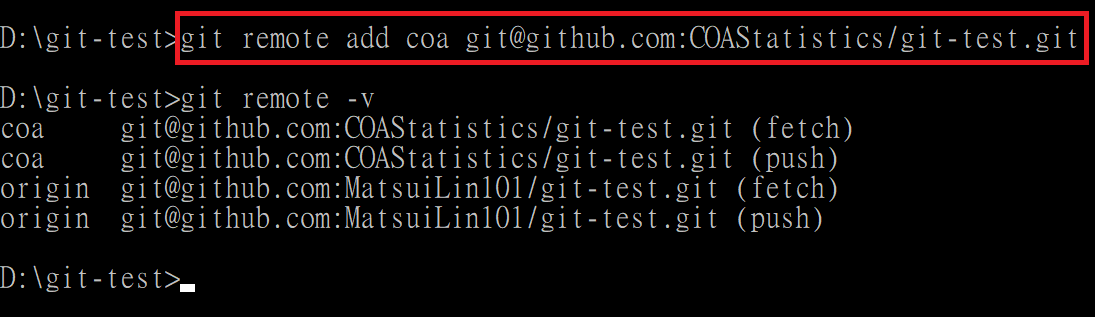 D:\git-test>git remote add coa git@github.com:COAStatistics/git-test.git
D:\git-test>git remote -v
coa     git@github.com:COAStatistics/git-test.git (fetch)
coa     git@github.com:COAStatistics/git-test.git (push)
origin  git@github.com:MatsuiLin101/git-test.git (fetch)
origin  git@github.com:MatsuiLin101/git-test.git (push)
D:\git-test>